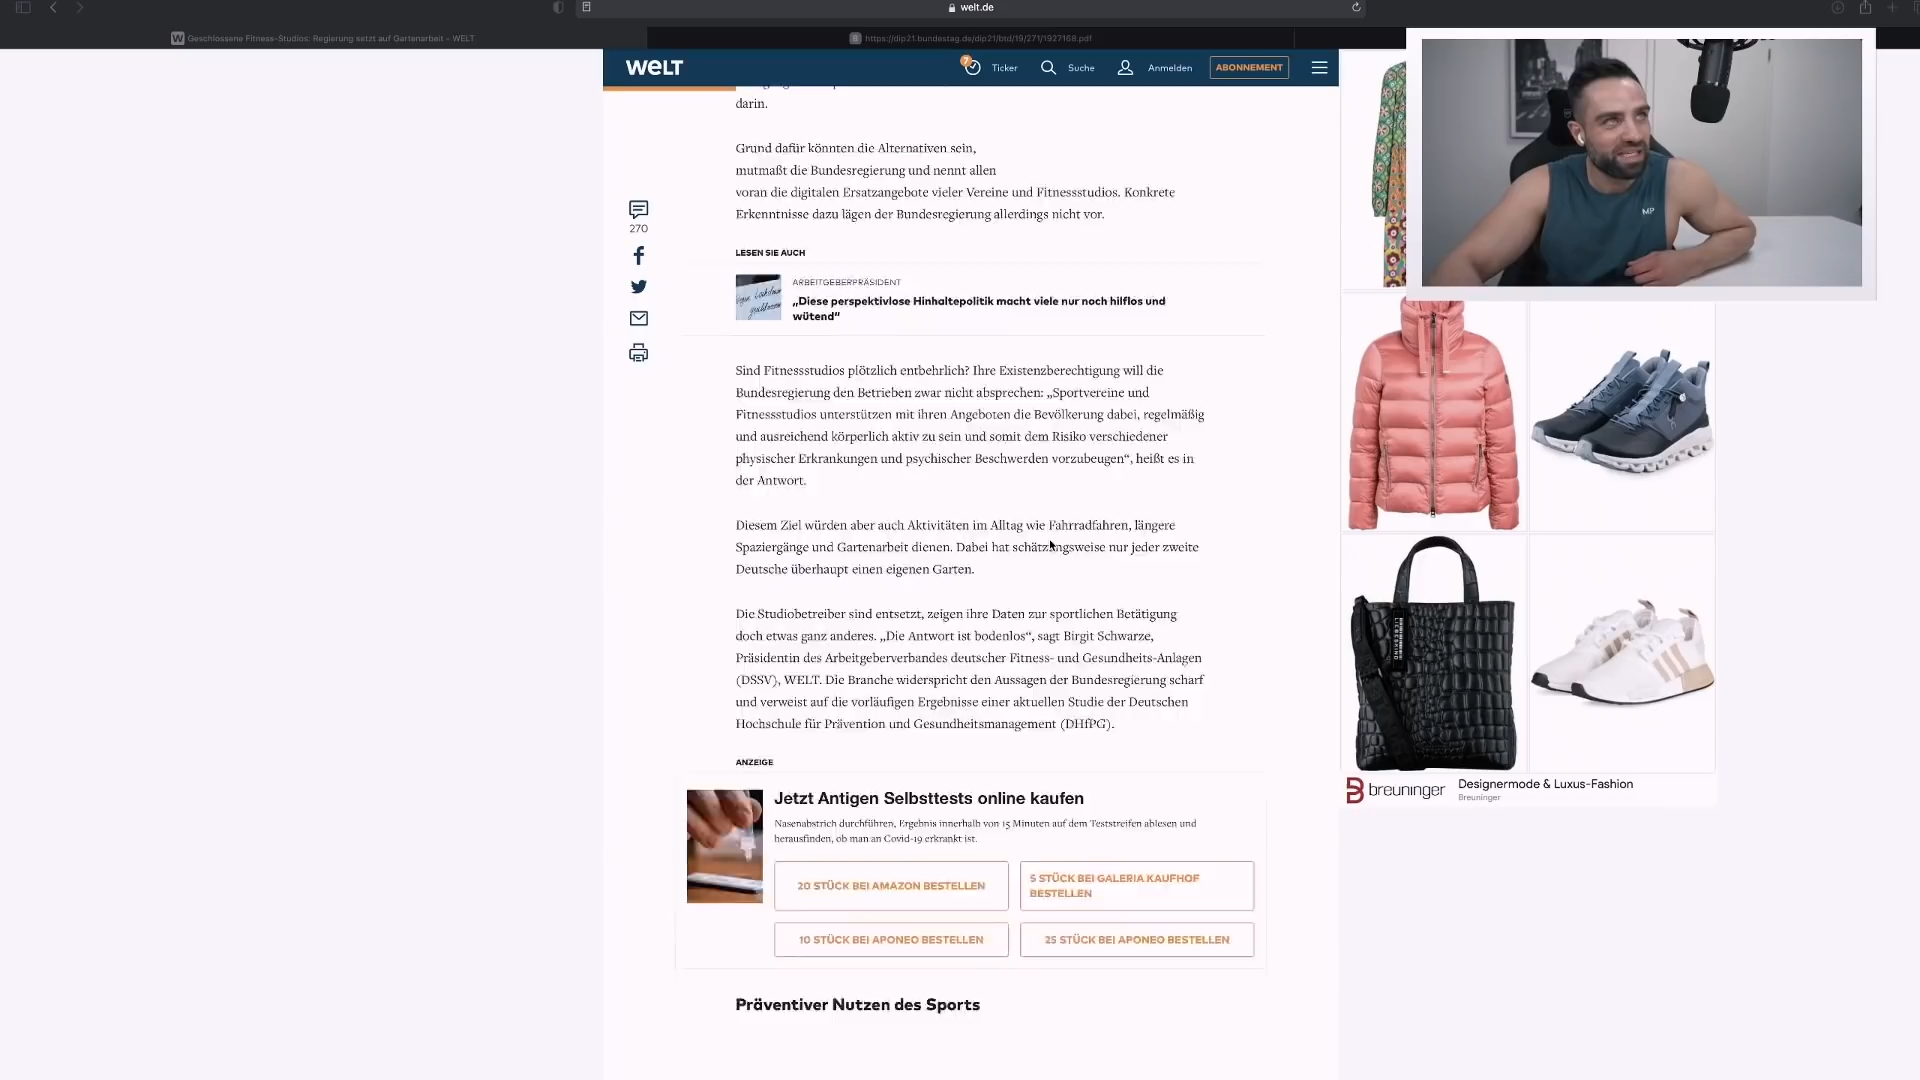 welt.de
Geschlossene Fitness-Studios: Regierung setzt auf Gartenarbeit - WELT
https://dip21.bundestag.de/dip21/btd/19/271/1927168.pdf
WELT
7
Ticker
Suche
Anmelden
ABONNEMENT
darin.
Grund dafür könnten die Alternativen sein,
mutmaßt die Bundesregierung und nennt allen
voran die digitalen Ersatzangebote vieler Vereine und Fitnessstudios. Konkrete
Erkenntnisse dazu lägen der Bundesregierung allerdings nicht vor.
270
LESEN SIE AUCH
ARBEITGEBERPRÄSIDENT
„Diese perspektivlose Hinhaltepolitik macht viele nur noch hilflos und
wütend“
Sind Fitnessstudios plötzlich entbehrlich? Ihre Existenzberechtigung will die
Bundesregierung den Betrieben zwar nicht absprechen: „Sportvereine und
Fitnessstudios unterstützen mit ihren Angeboten die Bevölkerung dabei, regelmäßig
und ausreichend körperlich aktiv zu sein und somit dem Risiko verschiedener
physischer Erkrankungen und psychischer Beschwerden vorzubeugen“, heißt es in
der Antwort.
Diesem Ziel würden aber auch Aktivitäten im Alltag wie Fahrradfahren, längere
Spaziergänge und Gartenarbeit dienen. Dabei hat schätzungsweise nur jeder zweite
Deutsche überhaupt einen eigenen Garten.
Die Studiobetreiber sind entsetzt, zeigen ihre Daten zur sportlichen Betätigung
doch etwas ganz anderes. „Die Antwort ist bodenlos“, sagt Birgit Schwarze,
Präsidentin des Arbeitgeberverbandes deutscher Fitness- und Gesundheits-Anlagen
(DSSV), WELT. Die Branche widerspricht den Aussagen der Bundesregierung scharf
und verweist auf die vorläufigen Ergebnisse einer aktuellen Studie der Deutschen
Hochschule für Prävention und Gesundheitsmanagement (DHfPG).
ANZEIGE
Jetzt Antigen Selbsttests online kaufen
Nasenabstrich durchführen, Ergebnis innerhalb von 15 Minuten auf dem Teststreifen ablesen und
herausfinden, ob man an Covid-19 erkrankt ist.
20 STÜCK BEI AMAZON BESTELLEN
5 STÜCK BEI GALERIA KAUFHOF
BESTELLEN
10 STÜCK BEI APONEO BESTELLEN
25 STÜCK BEI APONEO BESTELLEN
Präventiver Nutzen des Sports
MP
LIEBESKIND
breuninger
Designermode & Luxus-Fashion
Breuninger